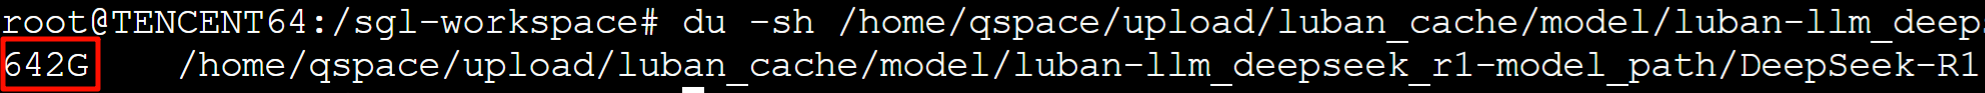 root@TENCENT64:/sgl-workspace# du -sh /home/qspace/upload/luban_cache/model/luban-llm_deep
642G    /home/qspace/upload/luban_cache/model/luban-llm_deepseek_r1-model_path/DeepSeek-R1